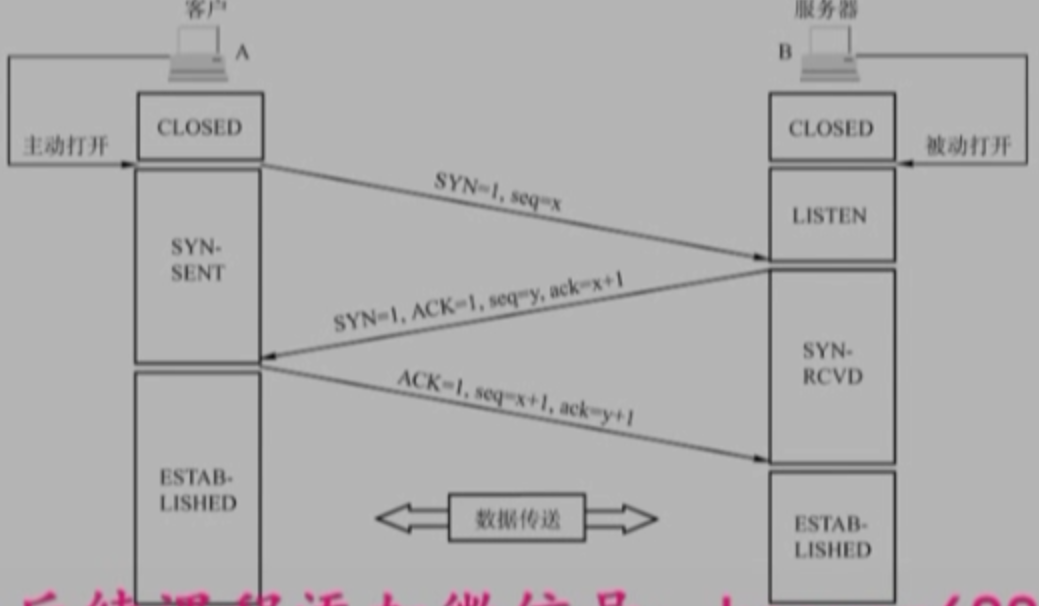 客户
服务器
A
B
CLOSED
CLOSED
主动打开
被动打开
SYN=1, seq=x
LISTEN
SYN-
SENT
SYN=1, ACK=1, seq=y, ack=x+1
SYN-
RCVD
ACK=1, seq=x+1, ack=y+1
ESTAB-
LISHED
数据传送
ESTAB-
LISHED